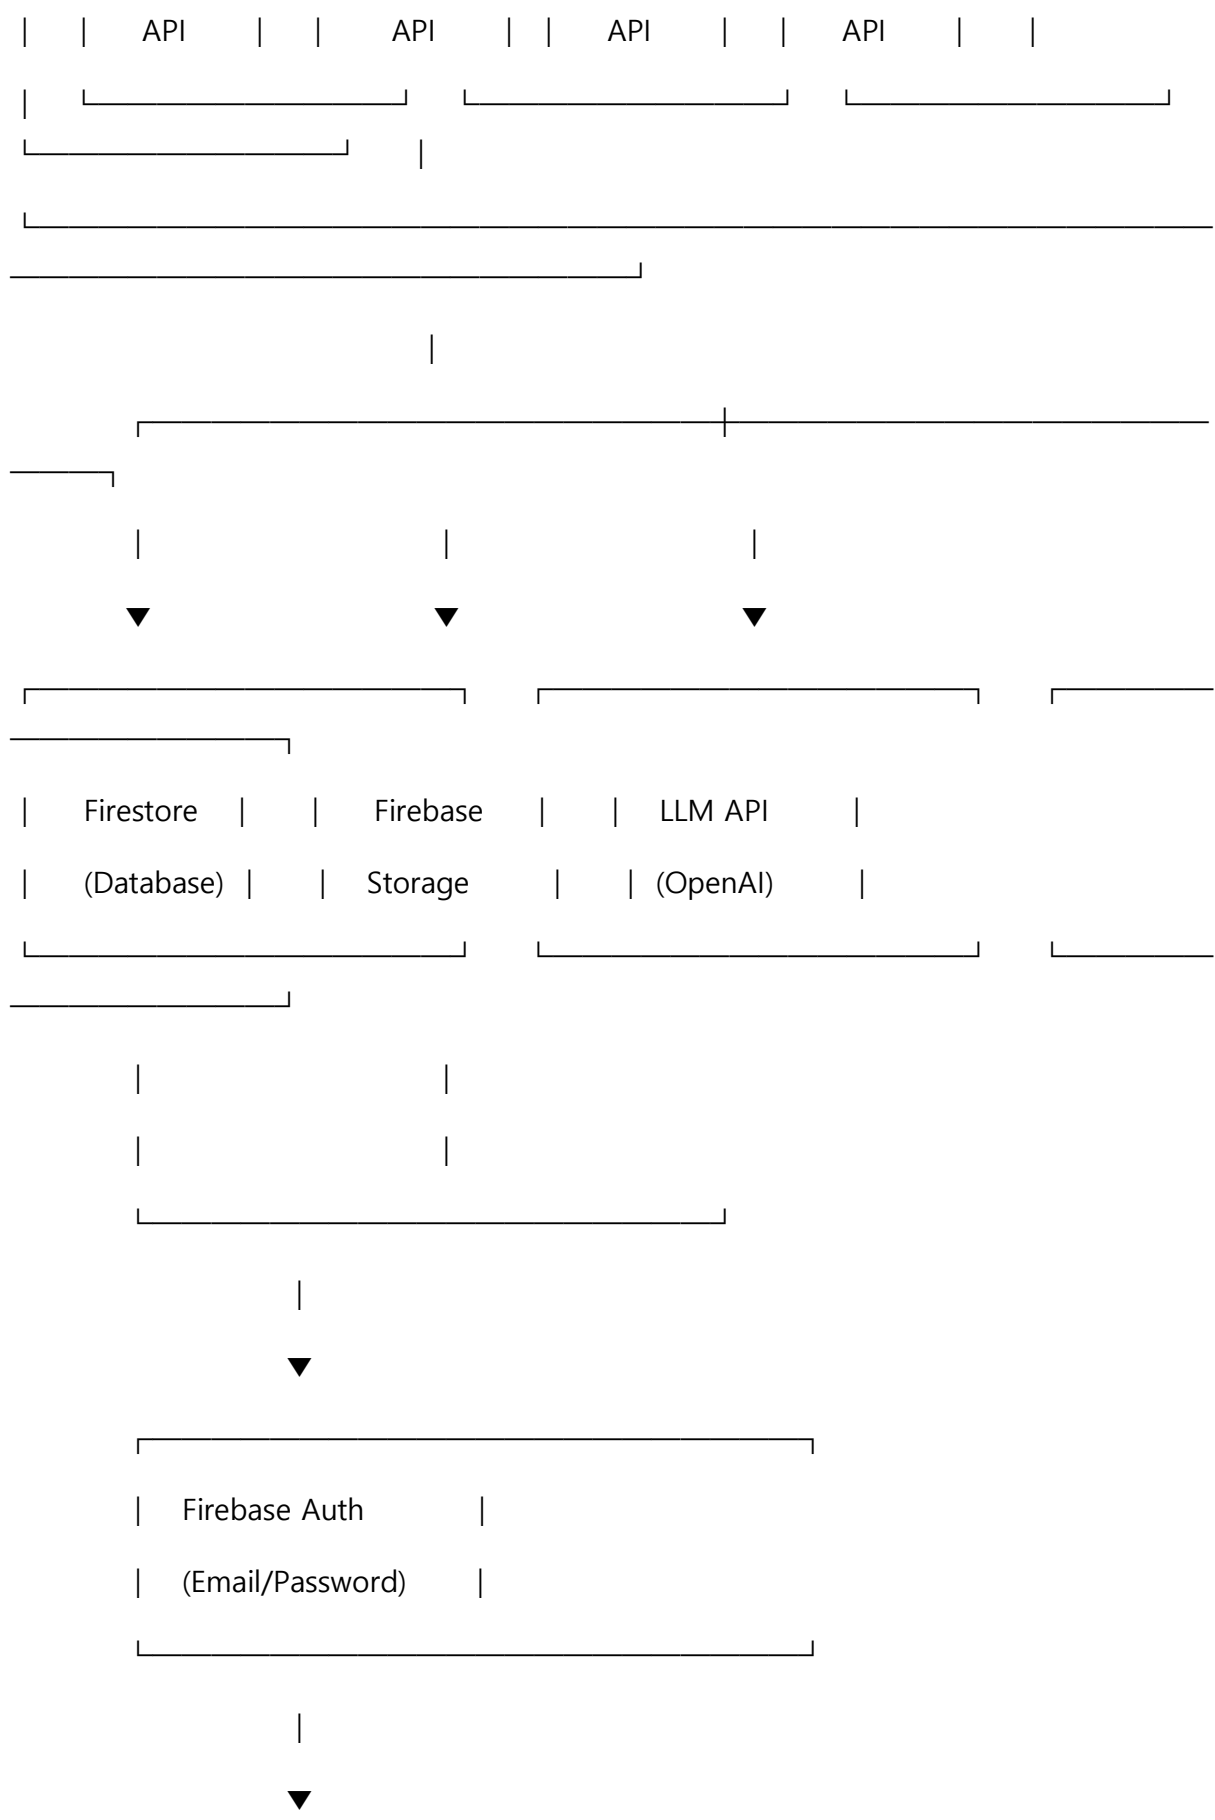 │ │ API │ │ API │ │ API │ │ API │ │
│ └───────────┘ └───────────┘ └───────────┘
└───────────┘ │
└─────────────────────────────────────────
──────────────────────┘
│
┌────────────────────┼─────────────────
────┐
│ │ │
▼ ▼ ▼
┌───────────────┐ ┌───────────────┐ ┌──────
──────────┐
│ Firestore │ │ Firebase │ │ LLM API │
│ (Database) │ │ Storage │ │ (OpenAI) │
└───────────────┘ └───────────────┘ └──────
──────────┘
│ │
│ │
└────────────────────┘
│
▼
┌───────────────────────┐
│ Firebase Auth │
│ (Email/Password) │
└───────────────────────┘
│
▼